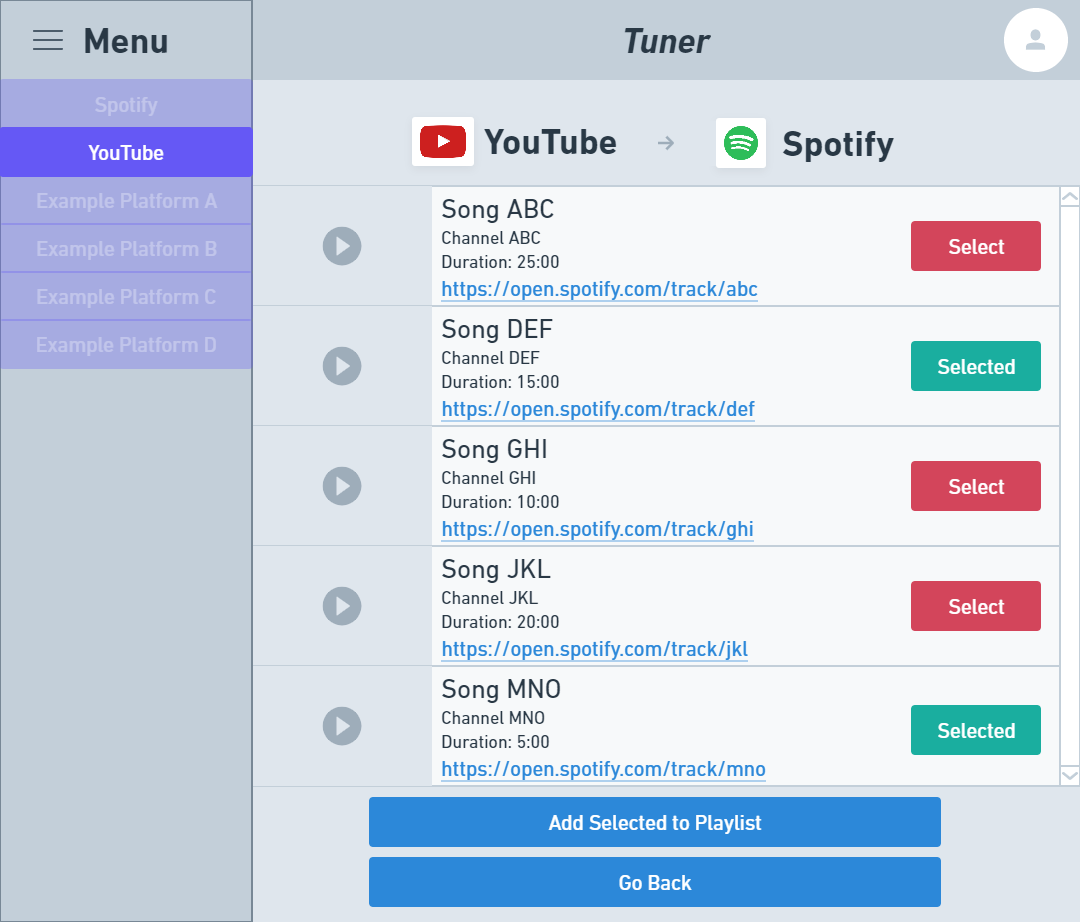 Menu
Tuner
Spotify
YouTube
Example Platform A
Example Platform B
Example Platform C
Example Platform D
YouTube
Spotify
Song ABC
Channel ABC
Duration: 25:00
https://open.spotify.com/track/abc
Select
Song DEF
Channel DEF
Duration: 15:00
https://open.spotify.com/track/def
Selected
Song GHI
Channel GHI
Duration: 10:00
https://open.spotify.com/track/ghi
Select
Song JKL
Channel JKL
Duration: 20:00
https://open.spotify.com/track/jkl
Select
Song MNO
Channel MNO
Duration: 5:00
https://open.spotify.com/track/mno
Selected
Add Selected to Playlist
Go Back